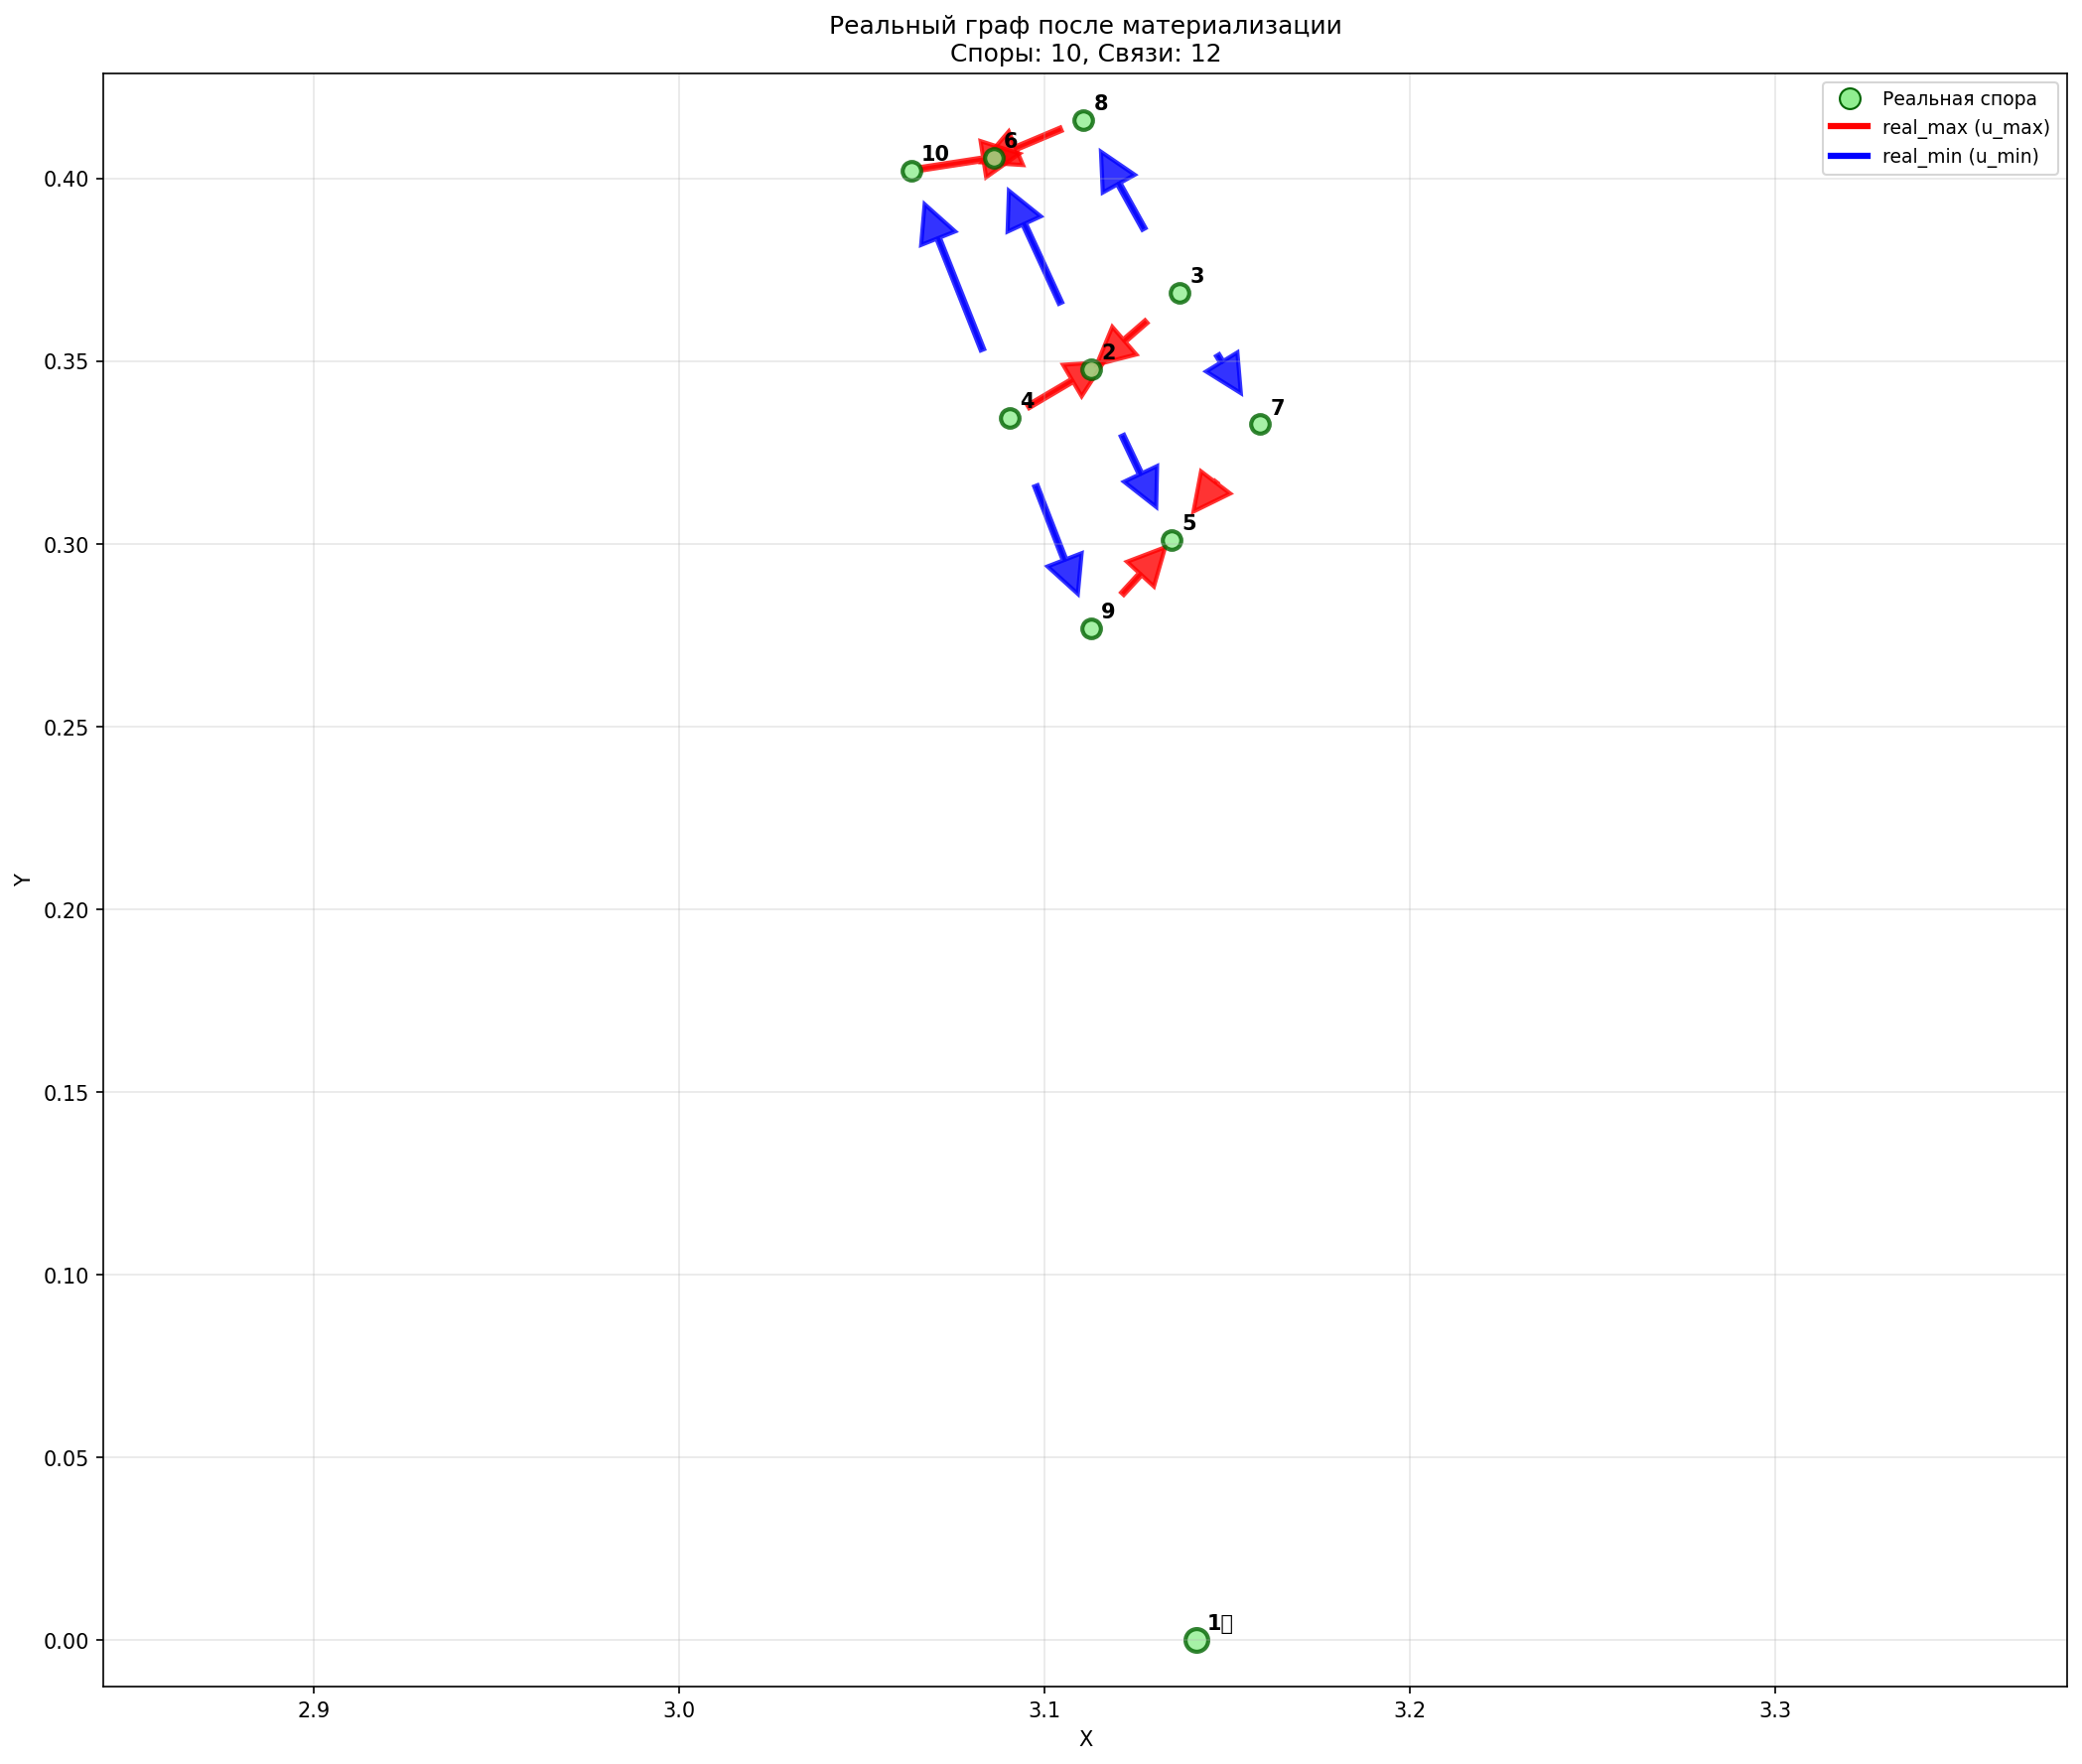 Реальный граф после материализации
Споры: 10, Связи: 12
Реальная спора
real_max (u_max)
real_min (u_min)
8
6
10
3
2
4
7
5
9
1
Y
0.40
0.35
0.30
0.25
0.20
0.15
0.10
0.05
0.00
2.9 3.0 3.1 3.2 3.3
X